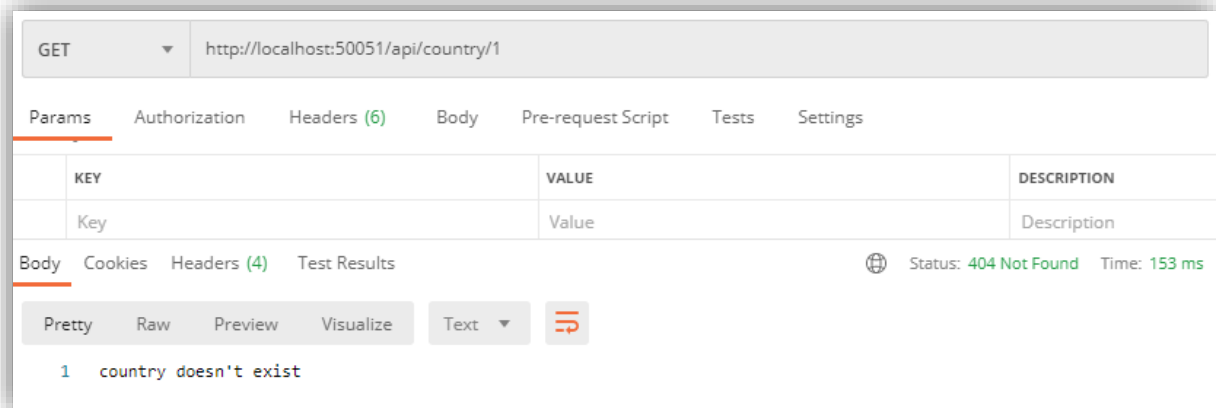 GET http://localhost:50051/api/country/1
Params Authorization Headers (6) Body Pre-request Script Tests Settings
KEY VALUE DESCRIPTION
Key Value Description
Body Cookies Headers (4) Test Results Status: 404 Not Found Time: 153 ms
Pretty Raw Preview Visualize Text
1 country doesn't exist